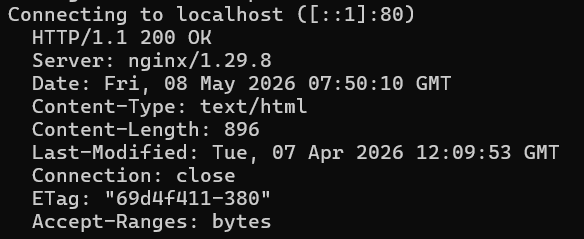 Connecting to localhost ([::1]:80)
HTTP/1.1 200 OK
Server: nginx/1.29.8
Date: Fri, 08 May 2026 07:50:10 GMT
Content-Type: text/html
Content-Length: 896
Last-Modified: Tue, 07 Apr 2026 12:09:53 GMT
Connection: close
ETag: "69d4f411-380"
Accept-Ranges: bytes